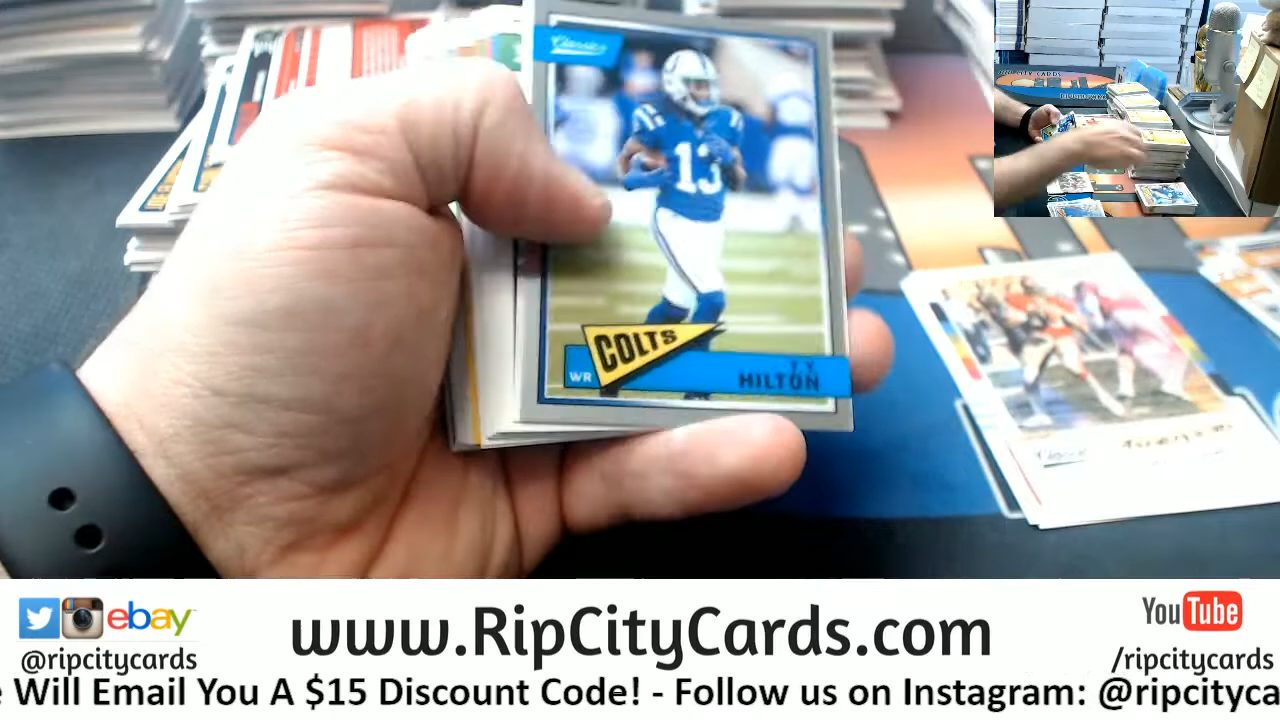 Classics
13
COLTS
WR
T.Y.
HILTON
RIP CITY CARDS
ebay
@ripcitycards
www.RipCityCards.com
YouTube
/ripcitycards
Will Email You A $15 Discount Code! - Follow us on Instagram: @ripcityca